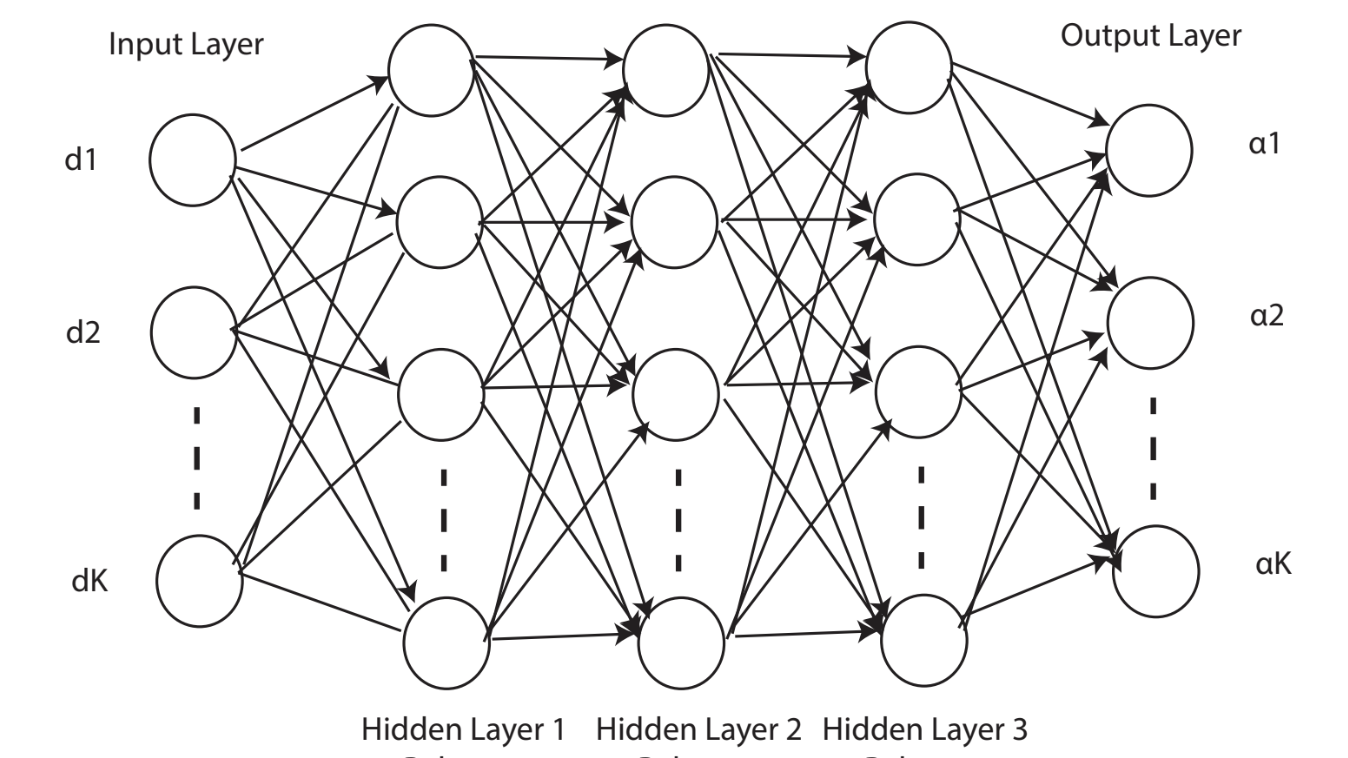 Input Layer
Output Layer
d1
α1
d2
α2
dK
αK
Hidden Layer 1
Hidden Layer 2
Hidden Layer 3